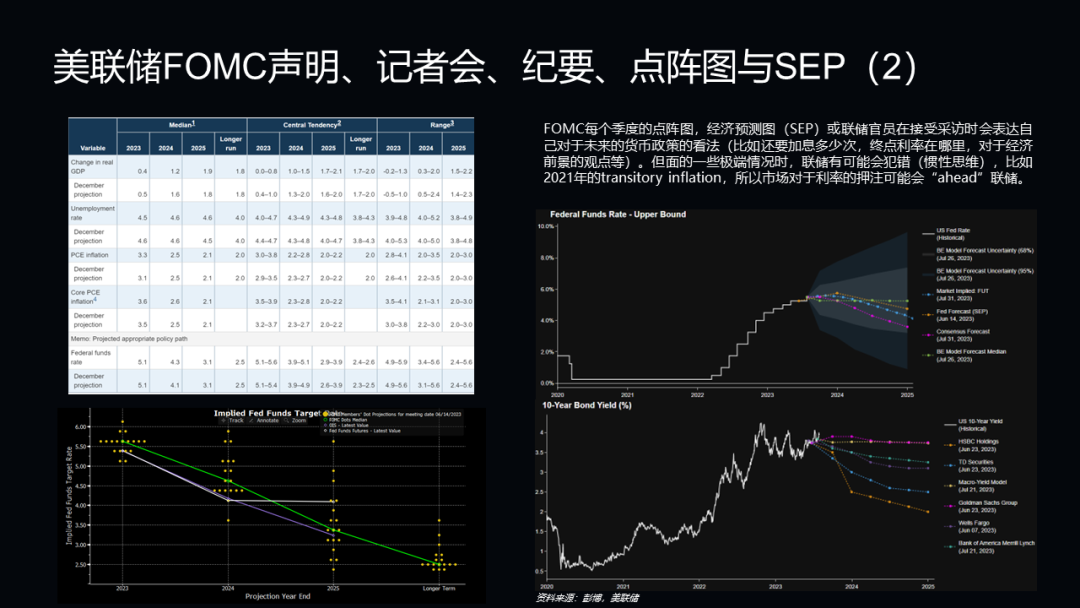 美联储FOMC声明、记者会、纪要、点阵图与SEP（2）
FOMC每个季度的点阵图，经济预测图（SEP）或联储官员在接受采访时会表达自
己对于未来的货币政策的看法（比如还要加息多少次，终点利率在哪里，对于经济
前景的观点等）。但面的一些极端情况时，联储有可能会犯错（惯性思维），比如
2021年的transitory inflation，所以市场对于利率的押注可能会“ahead”联储。
Median1 Central Tendency2 Range3
Variable 2023 2024 2025 Longer run 2023 2024 2025 Longer run 2023 2024 2025
Change in real GDP 0.4 1.2 1.9 1.8 0.0–0.8 1.0–1.5 1.7–2.1 1.7–2.0 -0.2–1.3 0.3–2.0 1.5–2.2
December projection 0.5 1.6 1.8 1.8 0.4–1.0 1.3–2.0 1.6–2.0 1.7–2.0 -0.5–1.0 0.5–2.4 1.4–2.3
Unemployment rate 4.5 4.6 4.6 4.0 4.0–4.7 4.3–4.9 4.3–4.8 3.8–4.3 3.9–4.8 4.0–5.2 3.8–4.9
December projection 4.6 4.6 4.5 4.0 4.4–4.7 4.3–4.8 4.0–4.7 3.8–4.3 4.0–5.3 4.0–5.0 3.8–4.8
PCE inflation 3.3 2.5 2.1 2.0 3.0–3.8 2.2–2.8 2.0–2.2 2.0 2.8–4.1 2.0–3.5 2.0–3.0
December projection 3.1 2.5 2.1 2.0 2.9–3.5 2.3–2.7 2.0–2.2 2.0 2.6–4.1 2.2–3.5 2.0–3.0
Core PCE inflation4 3.6 2.6 2.1 3.5–3.9 2.3–2.8 2.0–2.2 3.5–4.1 2.1–3.1 2.0–3.0
December projection 3.5 2.5 2.1 3.2–3.7 2.3–2.7 2.0–2.2 3.0–3.8 2.2–3.0 2.0–3.0
Memo: Projected appropriate policy path
Federal funds rate 5.1 4.3 3.1 2.5 5.1–5.6 3.9–5.1 2.9–3.9 2.4–2.6 4.9–5.9 3.4–5.6 2.4–5.6
December projection 5.1 4.1 3.1 2.5 5.1–5.4 3.9–4.9 2.6–3.9 2.3–2.5 4.9–5.6 3.1–5.6 2.4–5.6
Federal Funds Rate - Upper Bound
10.0%
8.0%
6.0%
4.0%
2.0%
0.0%
2020 2021 2022 2023 2024 2025
US Fed Rate
(Historical)
BE Model Forecast Uncertainty (68%)
(Jul 26, 2023)
BE Model Forecast Uncertainty (95%)
(Jul 26, 2023)
Market Implied: FUT
(Jul 31, 2023)
Fed Forecast (SEP)
(Jun 14, 2023)
Consensus Forecast
(Jul 31, 2023)
BE Model Forecast Median
(Jul 26, 2023)
Implied Fed Funds Target
Members' Dot Projections for meeting date 06/14/2023
Track Annotate Zoom
FOMC Dots Median
OIS - Latest Value
Fed Funds Futures - Latest Value
Implied Fed Funds Target Rate
6.00
5.50
5.00
4.50
4.00
3.50
3.00
2.50
2023 2024 2025 Longer Term
Projection Year End
10-Year Bond Yield (%)
4
3.5
3
2.5
2
1.5
1
0.5
2020 2021 2022 2023 2024 2025
US 10-Year Yield
(Historical)
HSBC Holdings
(Jun 23, 2023)
TD Securities
(Jun 23, 2023)
Macro-Yield Model
(Jul 21, 2023)
Goldman Sachs Group
(Jun 23, 2023)
Wells Fargo
(Jun 07, 2023)
Bank of America Merrill Lynch
(Jul 21, 2023)
资料来源：彭博，美联储